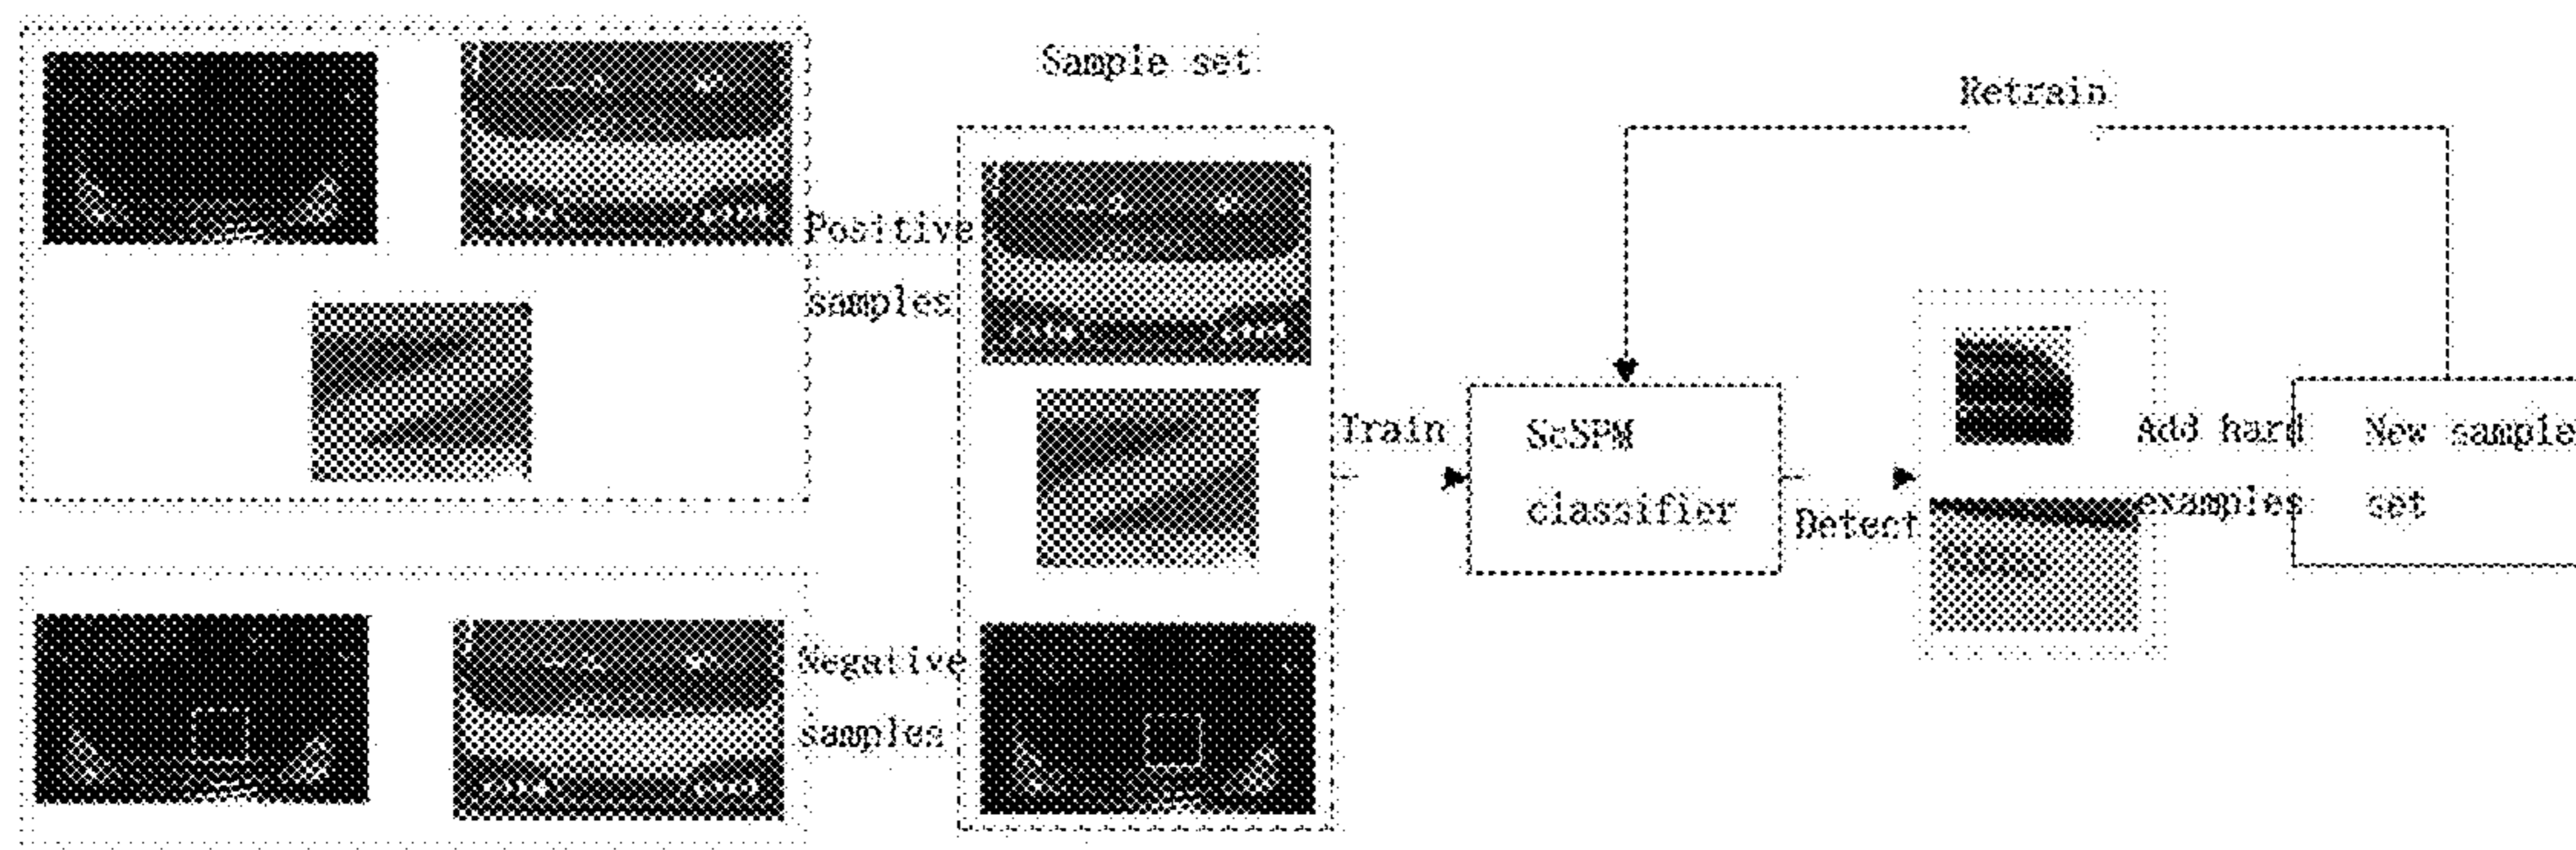 Sample set
Retrain
Positive
samples
Train
ScSPM
classifier
Detect
Add hard
examples
New sample
set
Negative
samples